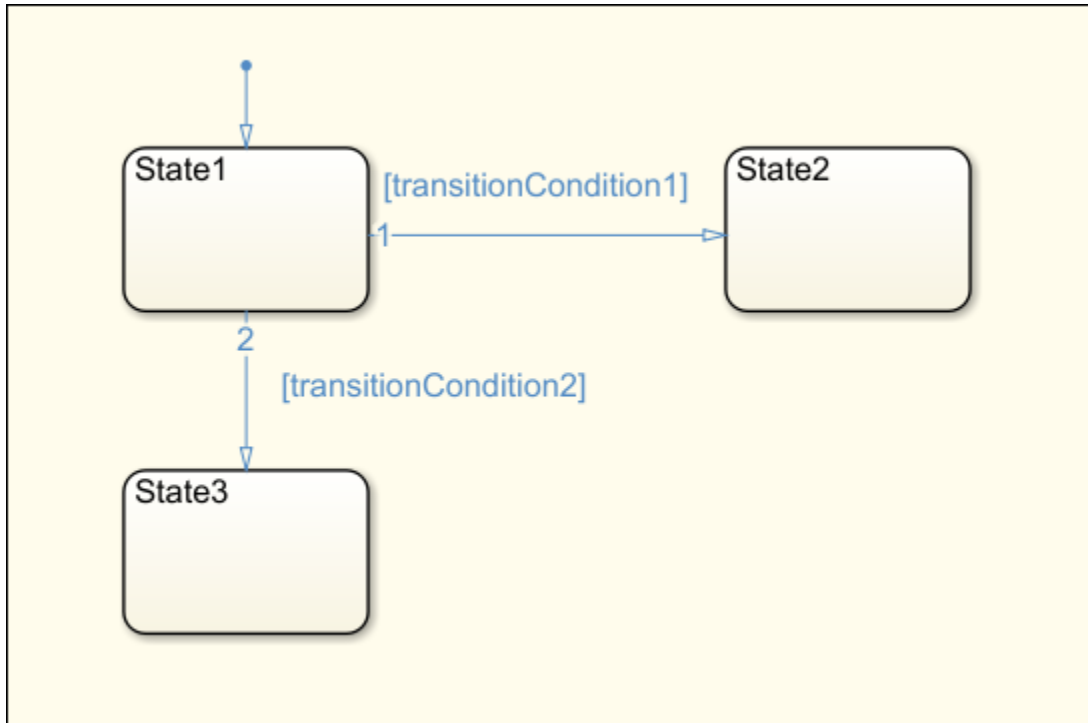 State1
[transitionCondition1]
State2
1
2
[transitionCondition2]
State3